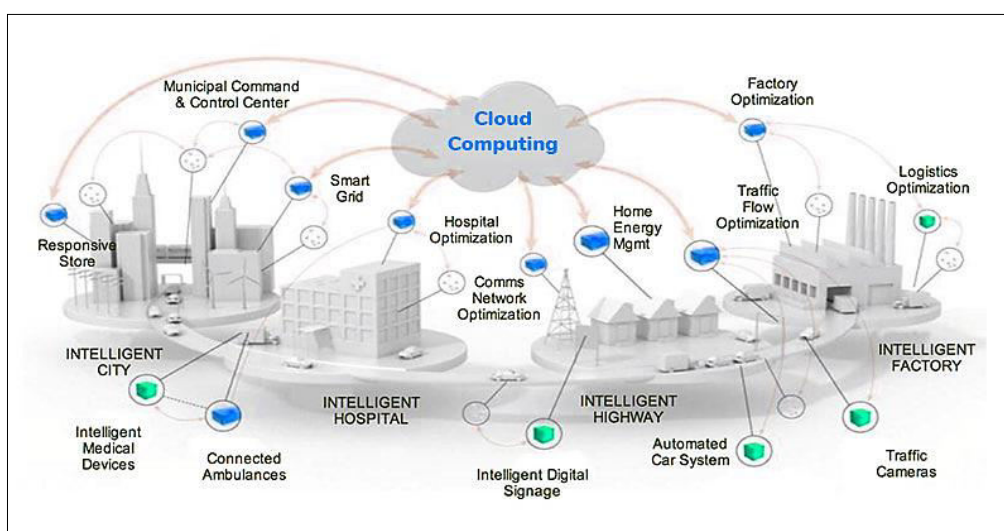 Municipal Command
& Control Center
Cloud
Computing
Factory
Optimization
Smart
Grid
Logistics
Optimization
Traffic
Flow
Optimization
Home
Energy
Mgmt
Hospital
Optimization
Responsive
Store
Comms
Network
Optimization
INTELLIGENT
CITY
INTELLIGENT
HOSPITAL
INTELLIGENT
HIGHWAY
INTELLIGENT
FACTORY
Intelligent
Medical
Devices
Connected
Ambulances
Intelligent Digital
Signage
Automated
Car System
Traffic
Cameras